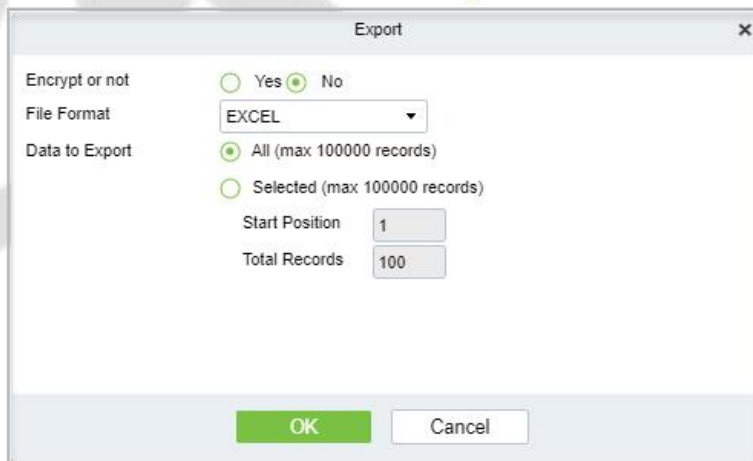 Export ×
Encrypt or not Yes No
File Format EXCEL
Data to Export All (max 100000 records)
Selected (max 100000 records)
Start Position 1
Total Records 100
OK Cancel